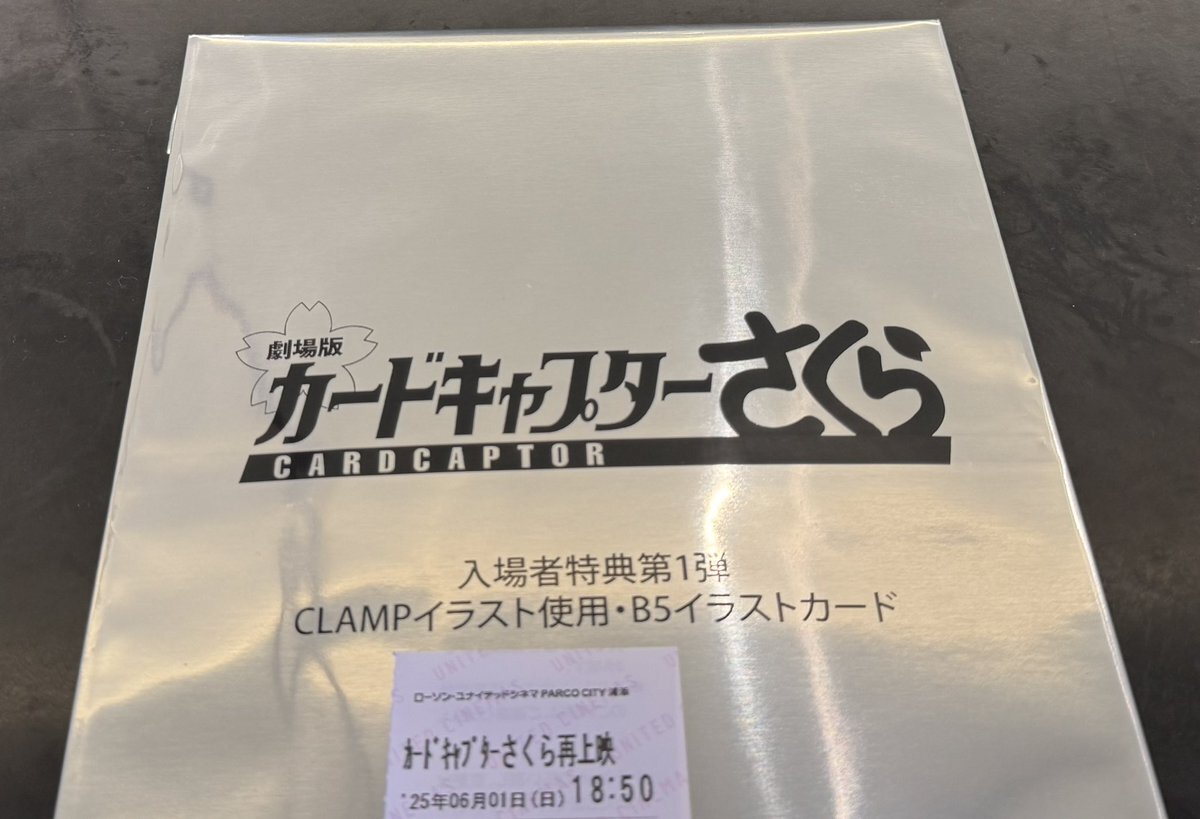 劇場版
カードキャプターさくら
CARDCAPTOR
入場者特典第1弾
CLAMPイラスト使用・B5イラストカード
ローソン・ユナイテッドシネマ PARCO CITY 浦添
ｶｰﾄﾞｷｬﾌﾟﾀｰさくら再上映
'25年06月01日(日) 18:50